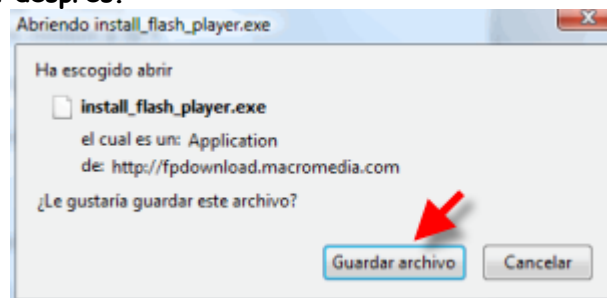 despres?
Abriendo install_flash_player.exe
Ha escogido abrir
install_flash_player.exe
el cual es un: Application
de: http://fpdownload.macromedia.com
¿Le gustaría guardar este archivo?
Guardar archivo Cancelar